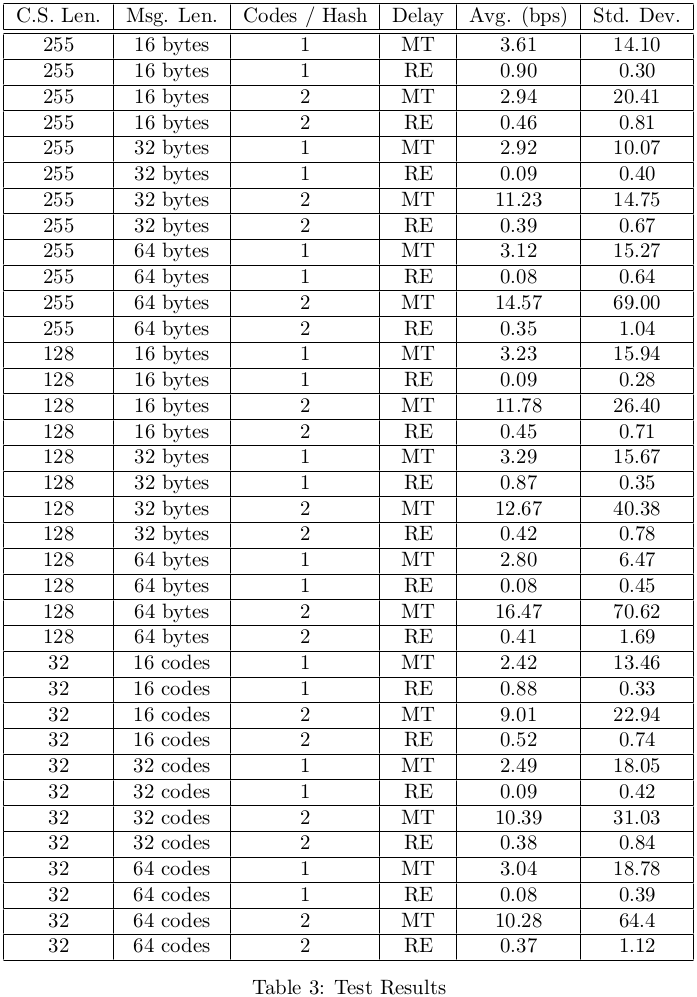 C.S. Len. Msg. Len. Codes / Hash Delay Avg. (bps) Std. Dev.
255 16 bytes 1 MT 3.61 14.10
255 16 bytes 1 RE 0.90 0.30
255 16 bytes 2 MT 2.94 20.41
255 16 bytes 2 RE 0.46 0.81
255 32 bytes 1 MT 2.92 10.07
255 32 bytes 1 RE 0.09 0.40
255 32 bytes 2 MT 11.23 14.75
255 32 bytes 2 RE 0.39 0.67
255 64 bytes 1 MT 3.12 15.27
255 64 bytes 1 RE 0.08 0.64
255 64 bytes 2 MT 14.57 69.00
255 64 bytes 2 RE 0.35 1.04
128 16 bytes 1 MT 3.23 15.94
128 16 bytes 1 RE 0.09 0.28
128 16 bytes 2 MT 11.78 26.40
128 16 bytes 2 RE 0.45 0.71
128 32 bytes 1 MT 3.29 15.67
128 32 bytes 1 RE 0.87 0.35
128 32 bytes 2 MT 12.67 40.38
128 32 bytes 2 RE 0.42 0.78
128 64 bytes 1 MT 2.80 6.47
128 64 bytes 1 RE 0.08 0.45
128 64 bytes 2 MT 16.47 70.62
128 64 bytes 2 RE 0.41 1.69
32 16 codes 1 MT 2.42 13.46
32 16 codes 1 RE 0.88 0.33
32 16 codes 2 MT 9.01 22.94
32 16 codes 2 RE 0.52 0.74
32 32 codes 1 MT 2.49 18.05
32 32 codes 1 RE 0.09 0.42
32 32 codes 2 MT 10.39 31.03
32 32 codes 2 RE 0.38 0.84
32 64 codes 1 MT 3.04 18.78
32 64 codes 1 RE 0.08 0.39
32 64 codes 2 MT 10.28 64.4
32 64 codes 2 RE 0.37 1.12
Table 3: Test Results